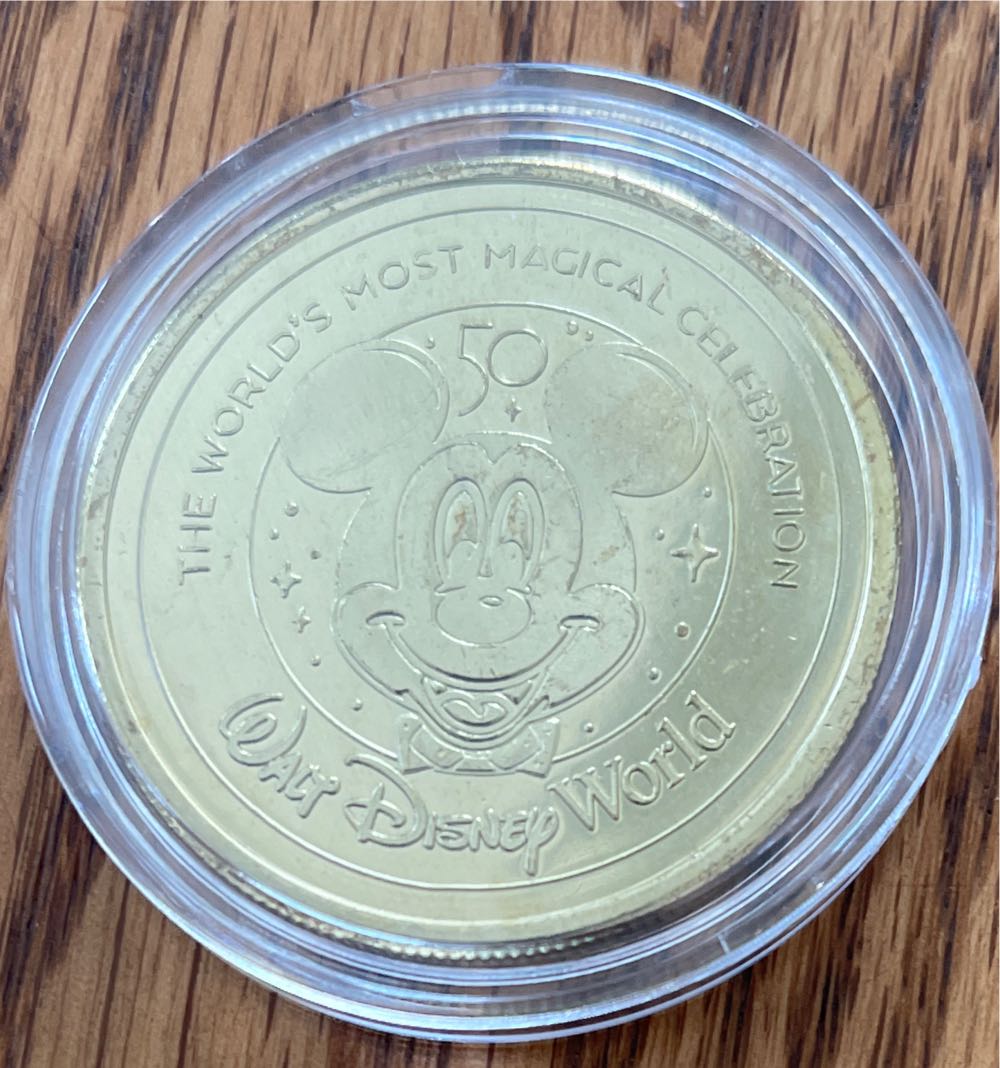 THE WORLD'S MOST MAGICAL CELEBRATION
50
WALT DISNEY World